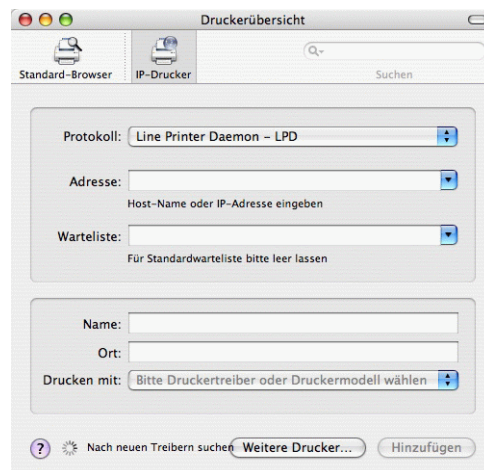 Druckerübersicht
Standard-Browser
IP-Drucker
Suchen
Protokoll: Line Printer Daemon – LPD
Adresse:
Host-Name oder IP-Adresse eingeben
Warteliste:
Für Standardwarteliste bitte leer lassen
Name:
Ort:
Drucken mit: Bitte Druckertreiber oder Druckermodell wählen
? Nach neuen Treibern suchen Weitere Drucker... Hinzufügen